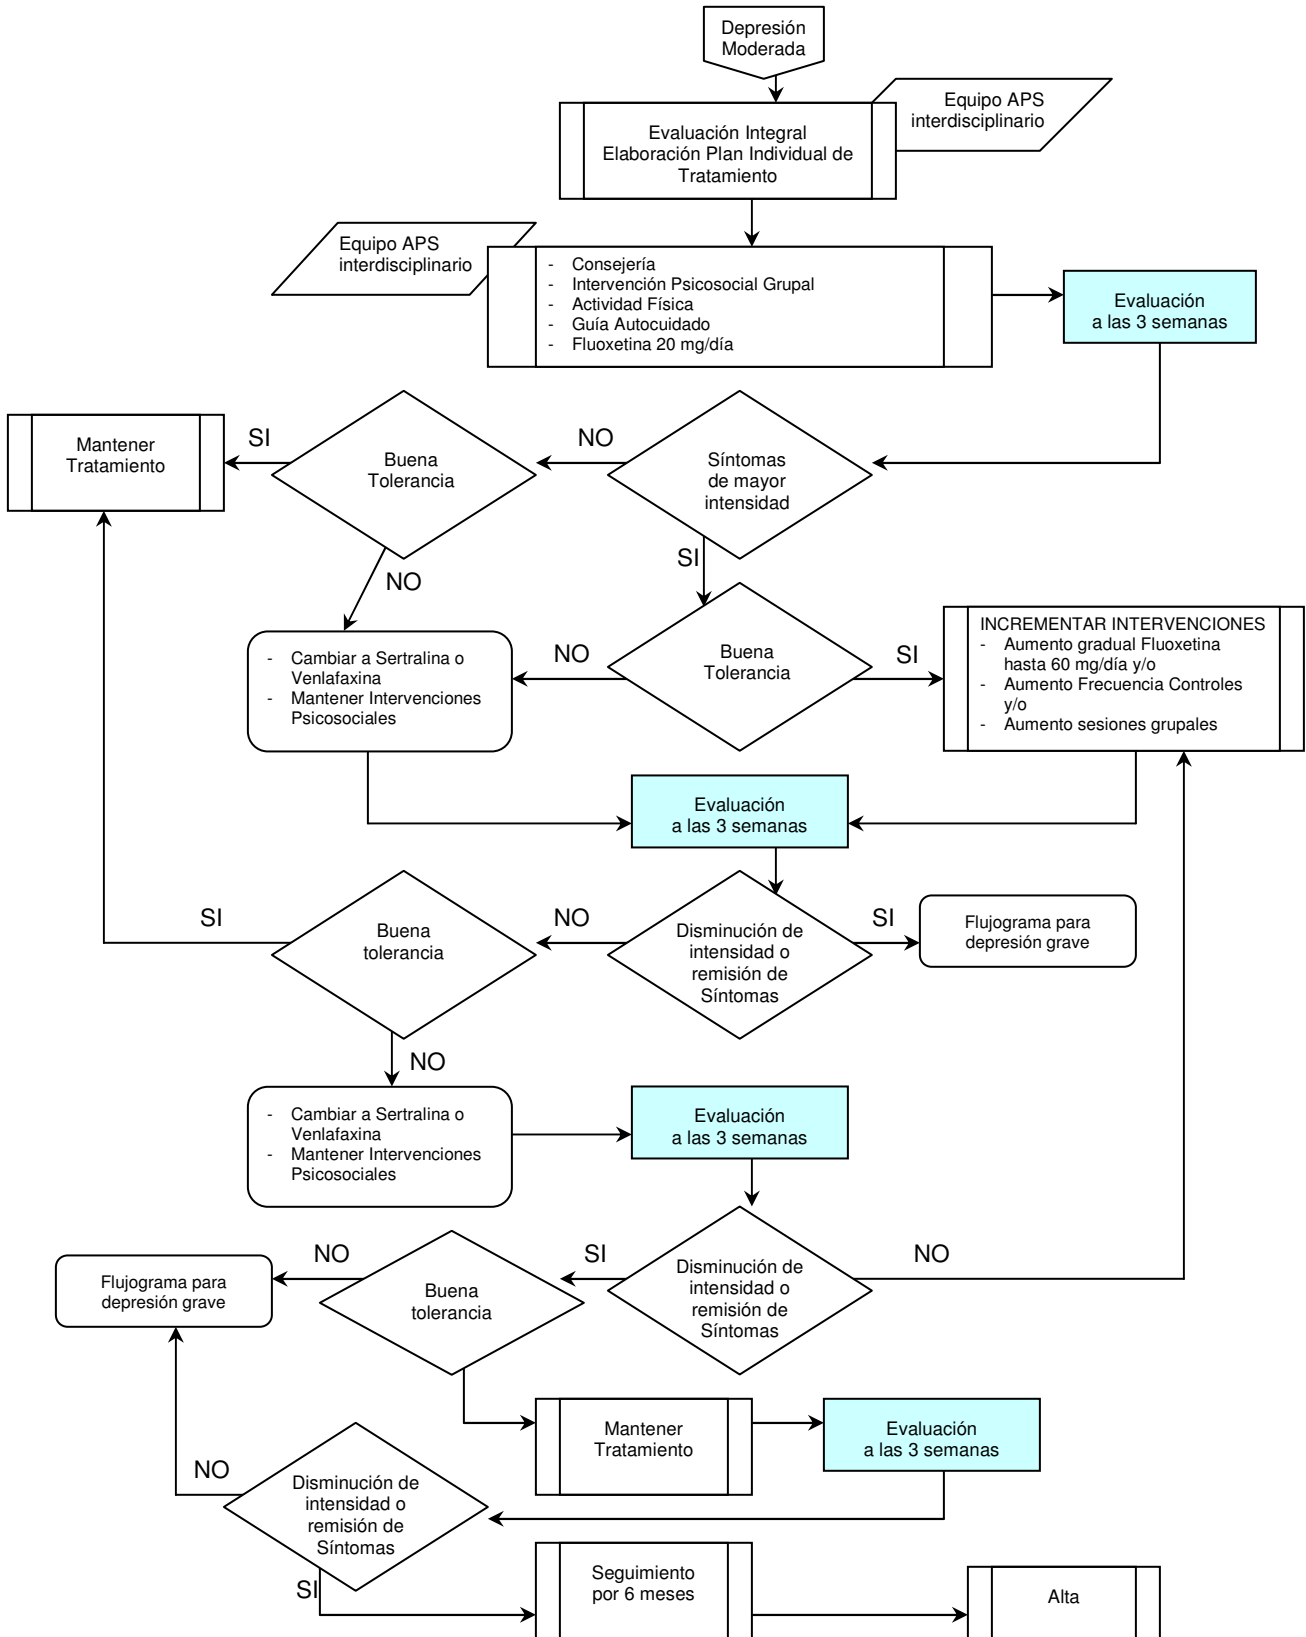 Depresión
Moderada
Equipo APS
interdisciplinario
Evaluación Integral
Elaboración Plan Individual de
Tratamiento
Equipo APS
interdisciplinario
- Consejería
- Intervención Psicosocial Grupal
- Actividad Física
- Guía Autocuidado
- Fluoxetina 20 mg/día
Evaluación
a las 3 semanas
Mantener
Tratamiento
SI
Buena
Tolerancia
NO
Síntomas
de mayor
intensidad
NO
SI
- Cambiar a Sertralina o
Venlafaxina
- Mantener Intervenciones
Psicosociales
NO
Buena
Tolerancia
SI
INCREMENTAR INTERVENCIONES
- Aumento gradual Fluoxetina
hasta 60 mg/día y/o
- Aumento Frecuencia Controles
y/o
- Aumento sesiones grupales
Evaluación
a las 3 semanas
SI
Buena
tolerancia
NO
Disminución de
intensidad o
remisión de
Síntomas
SI
Flujograma para
depresión grave
NO
- Cambiar a Sertralina o
Venlafaxina
- Mantener Intervenciones
Psicosociales
Evaluación
a las 3 semanas
Flujograma para
depresión grave
NO
Buena
tolerancia
SI
Disminución de
intensidad o
remisión de
Síntomas
NO
Mantener
Tratamiento
Evaluación
a las 3 semanas
NO
Disminución de
intensidad o
remisión de
Síntomas
SI
Seguimiento
por 6 meses
Alta